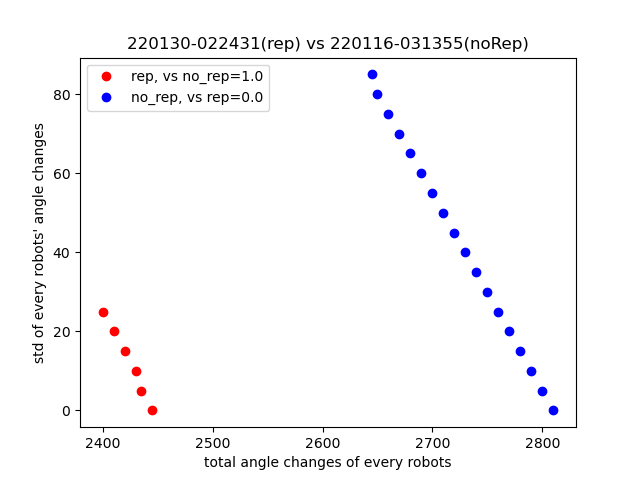 220130-022431(rep) vs 220116-031355(noRep)
rep, vs no_rep=1.0
no_rep, vs rep=0.0
std of every robots' angle changes
80
60
40
20
0
2400 2500 2600 2700 2800
total angle changes of every robots